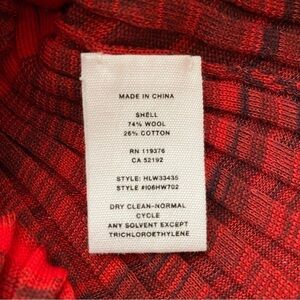 MADE IN CHINA
SHELL
74% WOOL
26% COTTON
RN 119376
CA 52192
STYLE: HLW33435
STYLE #I06HW702
DRY CLEAN-NORMAL
CYCLE
ANY SOLVENT EXCEPT
TRICHLOROETHYLENE